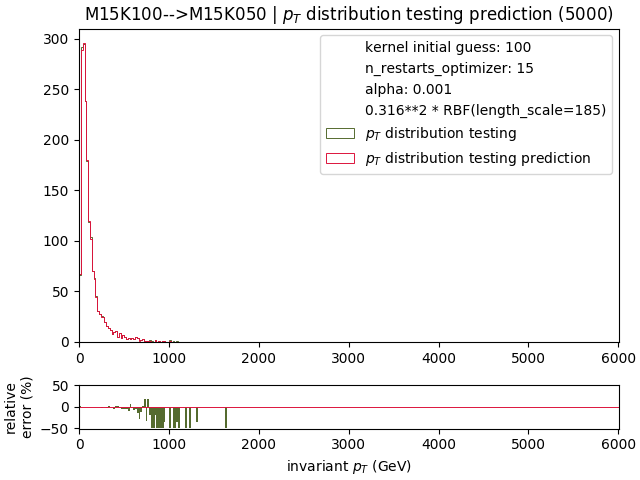 M15K100-->M15K050 | p_T distribution testing prediction (5000)
kernel initial guess: 100
n_restarts_optimizer: 15
alpha: 0.001
0.316**2 * RBF(length_scale=185)
p_T distribution testing
p_T distribution testing prediction
300
250
200
150
100
50
0
0 1000 2000 3000 4000 5000 6000
relative
error (%)
50
0
−50
0 1000 2000 3000 4000 5000 6000
invariant p_T (GeV)